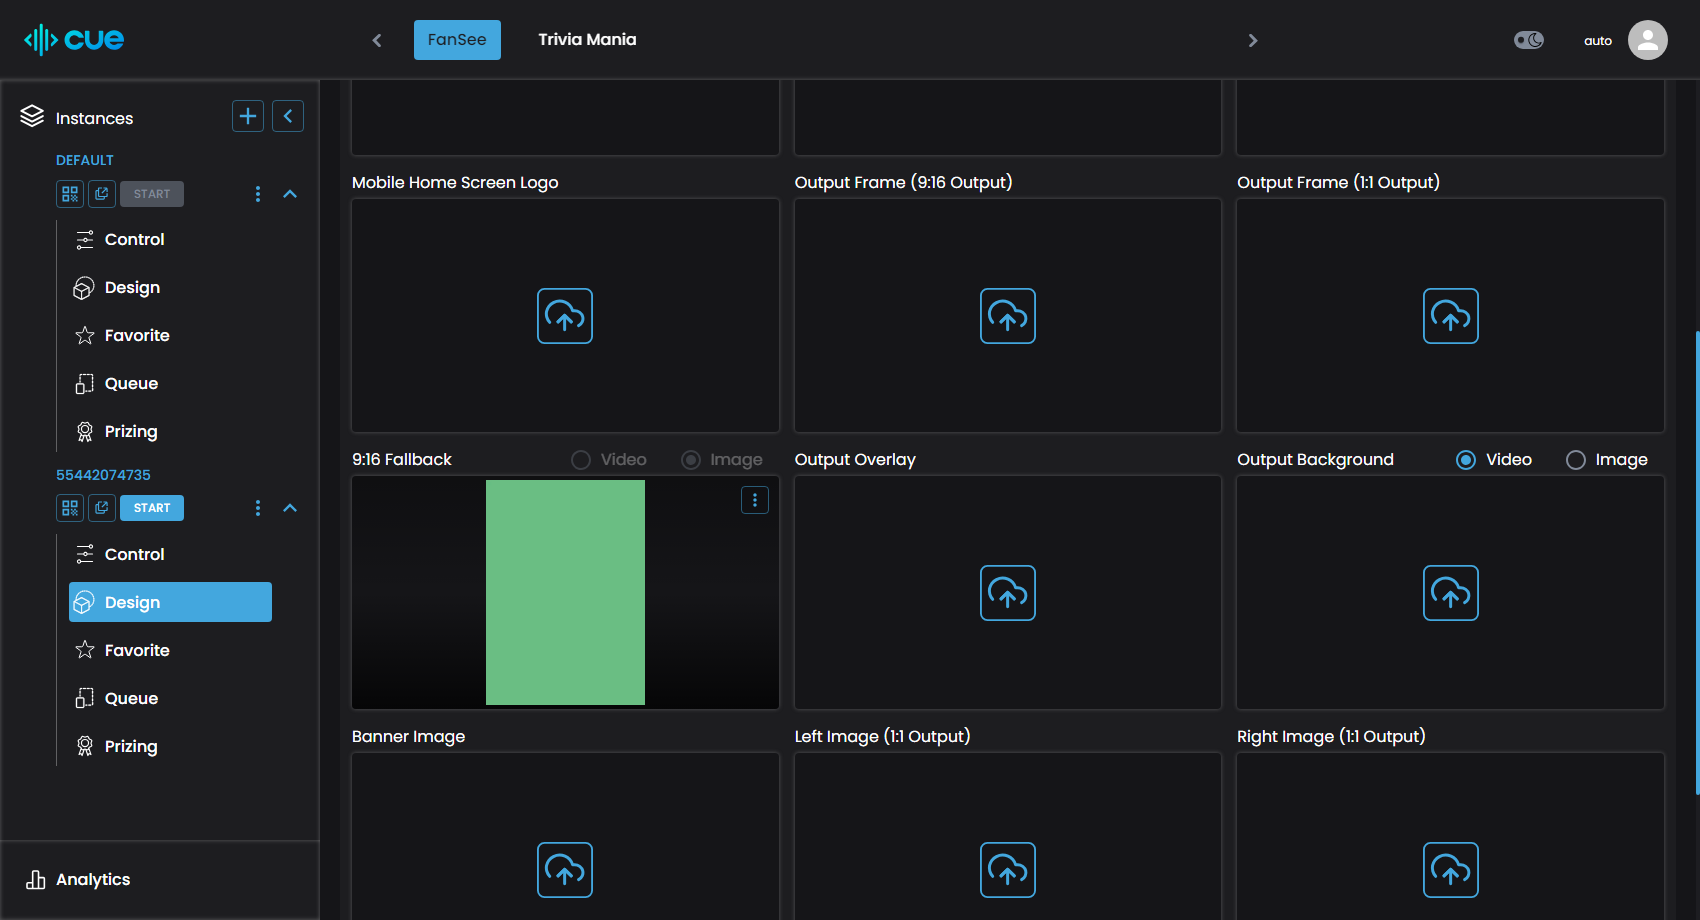 cue
FanSee
Trivia Mania
auto
Instances
DEFAULT
START
Control
Design
Favorite
Queue
Prizing
55442074735
START
Control
Design
Favorite
Queue
Prizing
Analytics
Mobile Home Screen Logo
Output Frame (9:16 Output)
Output Frame (1:1 Output)
9:16 Fallback
Video
Image
Output Overlay
Output Background
Video
Image
Banner Image
Left Image (1:1 Output)
Right Image (1:1 Output)